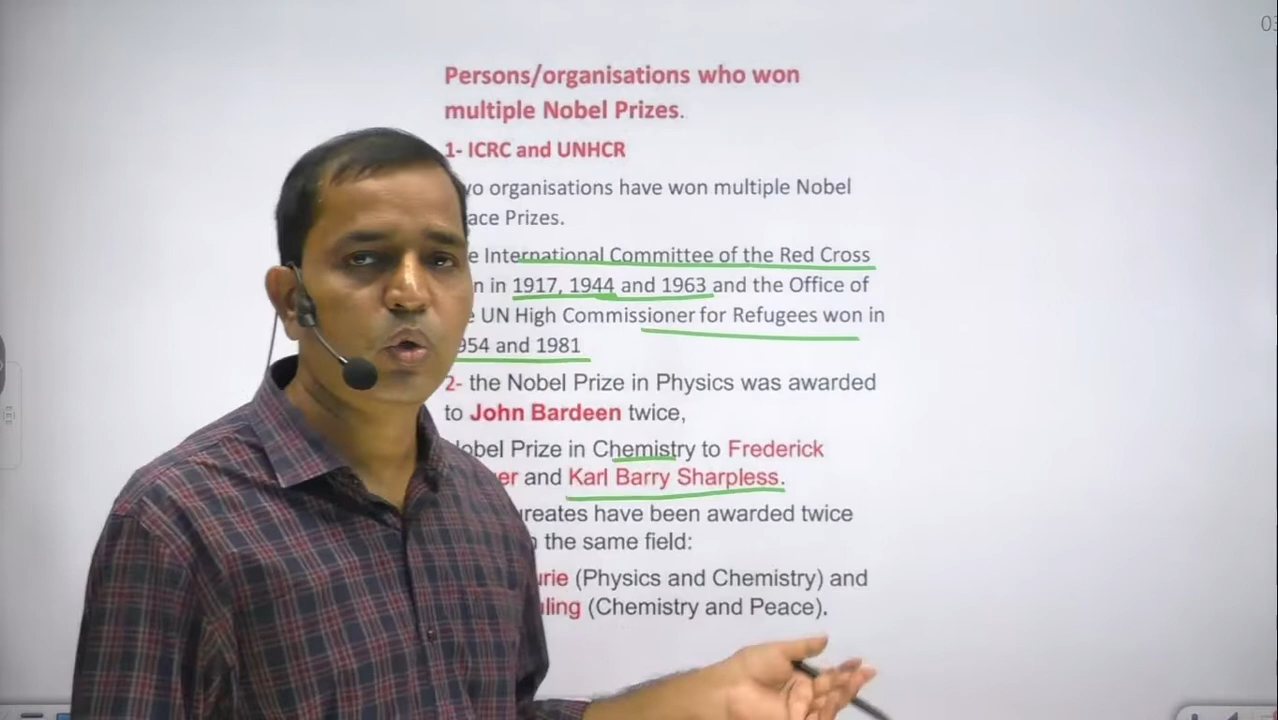 03
Persons/organisations who won
multiple Nobel Prizes.
1- ICRC and UNHCR
organisations have won multiple Nobel
Prizes.
International Committee of the Red Cross
in 1917, 1944 and 1963 and the Office of
UN High Commissioner for Refugees won in
954 and 1981
2- the Nobel Prize in Physics was awarded
to John Bardeen twice,
Prize in Chemistry to Frederick
and Karl Barry Sharpless.
have been awarded twice
the same field:
(Physics and Chemistry) and
(Chemistry and Peace).